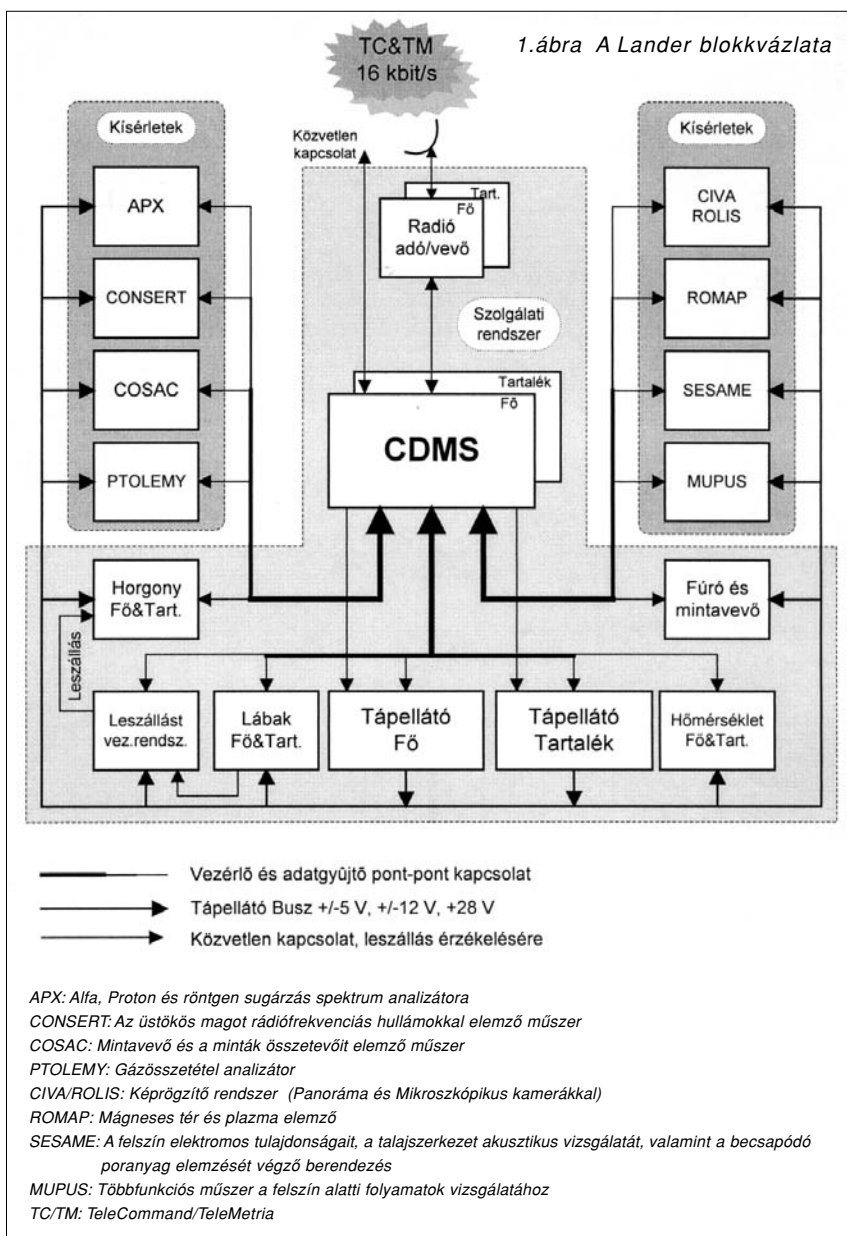 1.ábra A Lander blokkvázlata
TC&TM
16 kbit/s
Közvetlen
kapcsolat
Kísérletek
APX
CONSERT
COSAC
PTOLEMY
Tart.
Fő
Radió
adó/vevő
Szolgálati
rendszer
Tartalék
Fő
CDMS
Kísérletek
CIVA
ROLIS
ROMAP
SESAME
MUPUS
Horgony
Fő&Tart.
Fúró és
mintavevő
Leszállás
Leszállást
vez.rendsz.
Lábak
Fő&Tart.
Tápellátó
Fő
Tápellátó
Tartalék
Hőmérséklet
Fő&Tart.
Vezérlõ és adatgyûjtõ pont-pont kapcsolat
Tápellátó Busz +/-5 V, +/-12 V, +28 V
Közvetlen kapcsolat, leszállás érzékelésére
APX: Alfa, Proton és röntgen sugárzás spektrum analizátora
CONSERT: Az üstökös magot rádiófrekvenciás hullámokkal elemző műszer
COSAC: Mintavevő és a minták összetevőit elemző műszer
PTOLEMY: Gázösszetétel analizátor
CIVA/ROLIS: Képrögzítő rendszer (Panoráma és Mikroszkópikus kamerákkal)
ROMAP: Mágneses tér és plazma elemző
SESAME: A felszín elektromos tulajdonságait, a talajszerkezet akusztikus vizsgálatát, valamint a becsapódó
poranyag elemzését végző berendezés
MUPUS: Többfunkciós műszer a felszín alatti folyamatok vizsgálatához
TC/TM: TeleCommand/TeleMetria